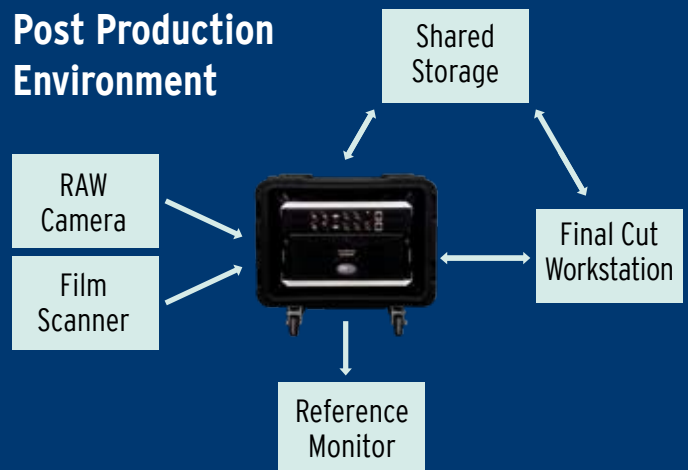 Post Production
Environment
Shared
Storage
RAW
Camera
Film
Scanner
Final Cut
Workstation
Reference
Monitor